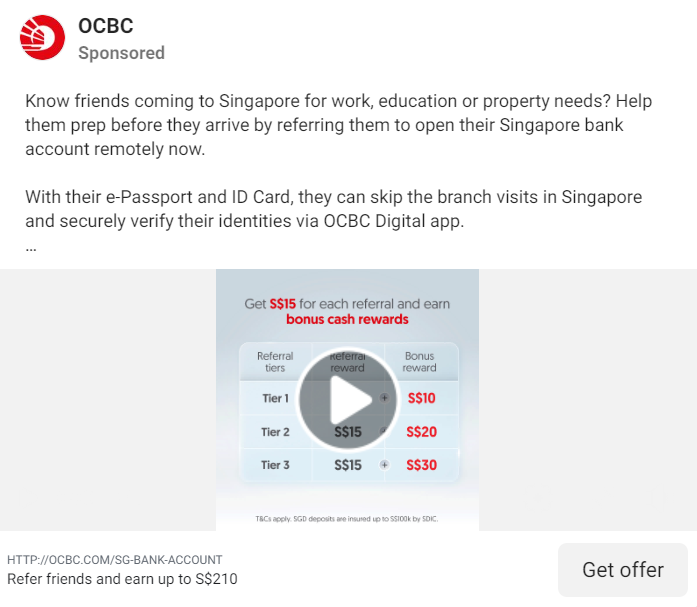 OCBC
Sponsored
Know friends coming to Singapore for work, education or property needs? Help
them prep before they arrive by referring them to open their Singapore bank
account remotely now.
With their e-Passport and ID Card, they can skip the branch visits in Singapore
and securely verify their identities via OCBC Digital app.
...
Get S$15 for each referral and earn
bonus cash rewards
Referral Referral Bonus
tiers reward reward
Tier 1 + S$10
Tier 2 S$15 + S$20
Tier 3 S$15 + S$30
T&Cs apply. SGD deposits are insured up to S$100k by SDIC.
HTTP://OCBC.COM/SG-BANK-ACCOUNT
Refer friends and earn up to S$210
Get offer